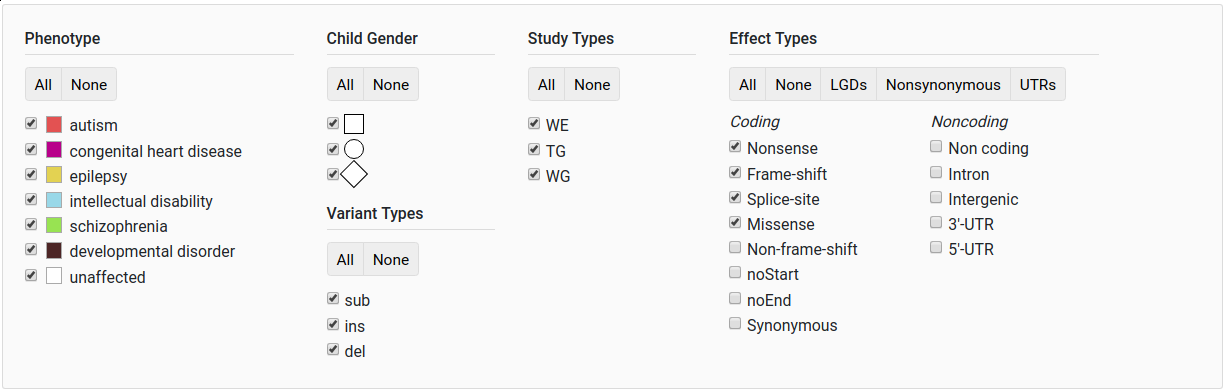 Phenotype
All None
autism
congenital heart disease
epilepsy
intellectual disability
schizophrenia
developmental disorder
unaffected
Child Gender
All None
Variant Types
All None
sub
ins
del
Study Types
All None
WE
TG
WG
Effect Types
All None LGDs Nonsynonymous UTRs
Coding
Nonsense
Frame-shift
Splice-site
Missense
Non-frame-shift
noStart
noEnd
Synonymous
Noncoding
Non coding
Intron
Intergenic
3'-UTR
5'-UTR